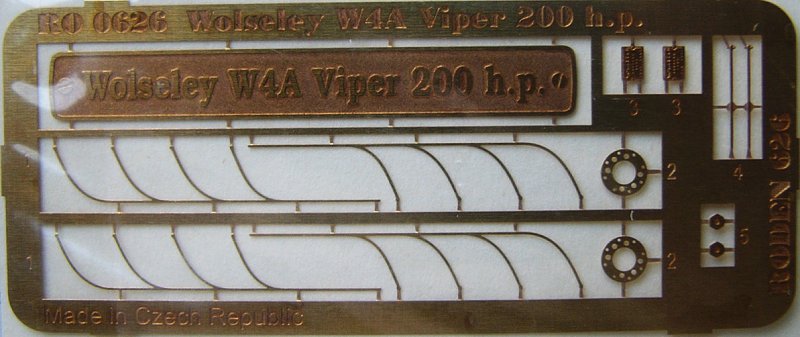 RO 0626 Wolseley W4A Viper 200 h.p.
Wolseley W4A Viper 200 h.p.
3 3
4
1
2
5
1
2
RODEN 626
Made In Czech Republic